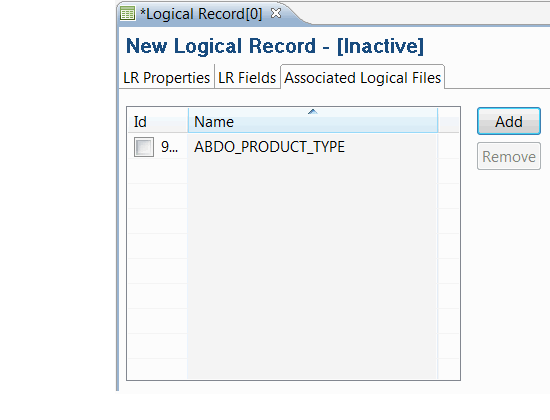 *Logical Record[0]
New Logical Record - [Inactive]
LR Properties LR Fields Associated Logical Files
Id Name Add
9... ABDO_PRODUCT_TYPE Remove